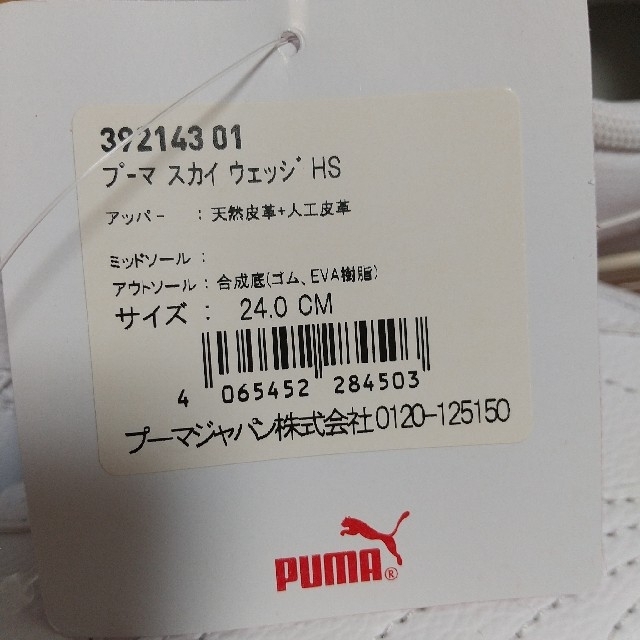 392143 01
プーマ スカイ ウェッジ HS
アッパー : 天然皮革+人工皮革
ミッドソール :
アウトソール : 合成底(ゴム、EVA樹脂)
サイズ : 24.0 CM
4 065452 284503
プーマジャパン株式会社0120-125150
PUMA®